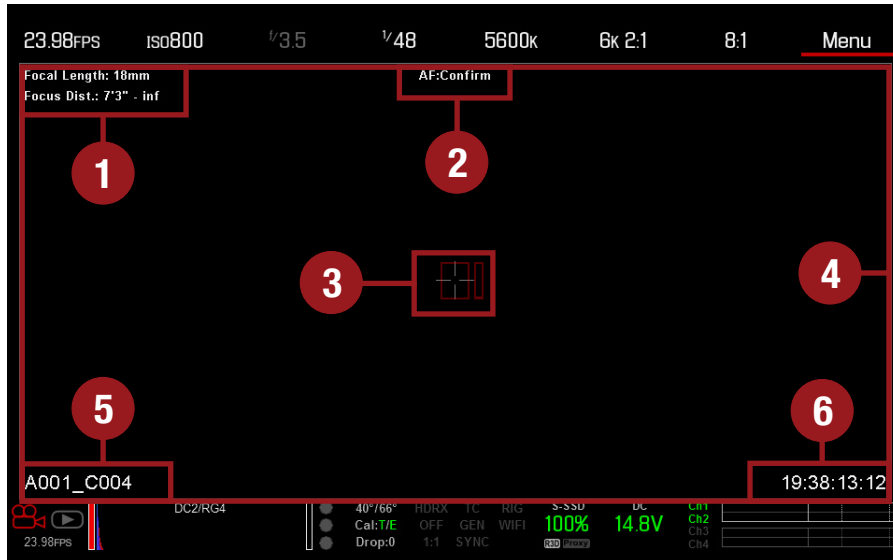 23.98FPS ISO800 f/3.5 1/48 5600K 6K 2:1 8:1 Menu
Focal Length: 18mm
Focus Dist.: 7'3" - inf
AF:Confirm
1
2
3
4
5
6
A001_C004
19:38:13:12
DC2/RG4
40°/66° HDRX TC RIG S-SSD DC Ch1
Cal:T/E OFF GEN WIFI 100% 14.8V Ch2
23.98FPS Drop:0 1:1 SYNC R3D Proxy Ch3
Ch4